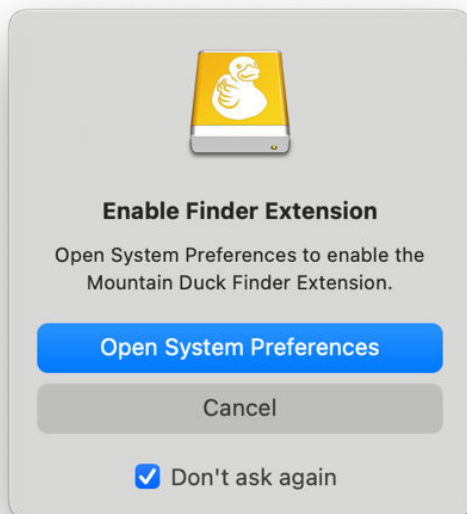 Enable Finder Extension
Open System Preferences to enable the
Mountain Duck Finder Extension.
Open System Preferences
Cancel
Don't ask again